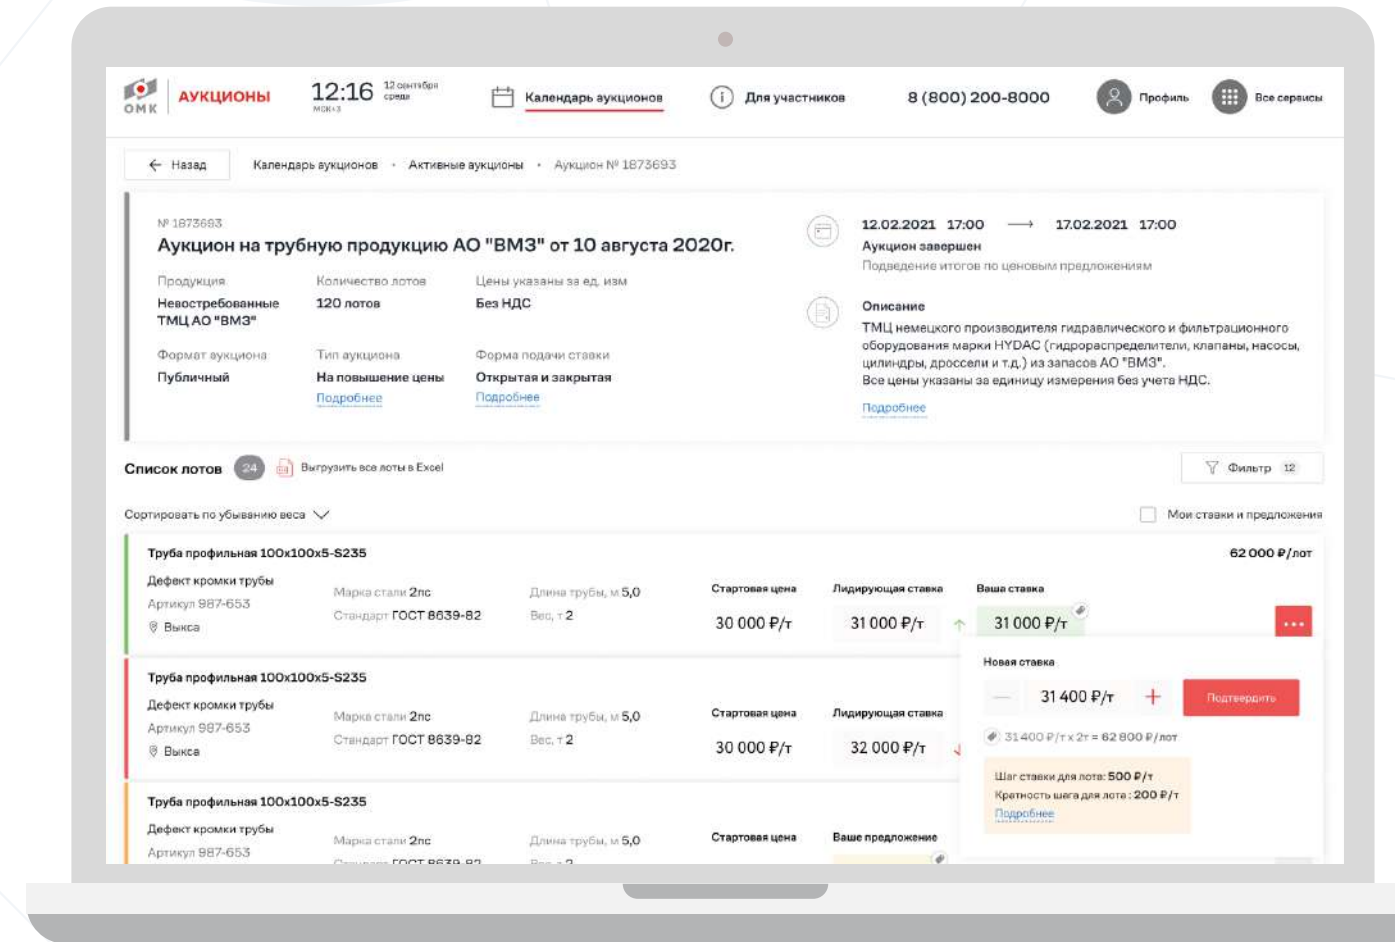 ОМК
АУКЦИОНЫ
12:16 12 сентября
МСК+3 среда
Календарь аукционов
Для участников
8 (800) 200-8000
Профиль
Все сервисы
Назад
Календарь аукционов • Активные аукционы • Аукцион № 1873693
№ 1873693
Аукцион на трубную продукцию АО "ВМЗ" от 10 августа 2020г.
Продукция Количество лотов Цены указаны за ед. изм
Невостребованные 120 лотов Без НДС
ТМЦ АО "ВМЗ"
Формат аукциона Тип аукциона Форма подачи ставки
Публичный На повышение цены Открытая и закрытая
Подробнее Подробнее
12.02.2021 17:00 → 17.02.2021 17:00
Аукцион завершен
Подведение итогов по ценовым предложениям
Описание
ТМЦ немецкого производителя гидравлического и фильтрационного
оборудования марки HYDAC (гидрораспределители, клапаны, насосы,
цилиндры, дроссели и т.д.) из запасов АО "ВМЗ".
Все цены указаны за единицу измерения без учета НДС.
Подробнее
Список лотов 24 Выгрузить все лоты в Excel Фильтр 12
Сортировать по убыванию веса Мои ставки и предложения
Труба профильная 100х100х5-S235 62 000 ₽/лот
Дефект кромки трубы Марка стали 2пс Длина трубы, м 5,0 Стартовая цена Лидирующая ставка Ваша ставка
Артикул 987-653 Стандарт ГОСТ 8639-82 Вес, т 2
Выкса 30 000 ₽/т 31 000 ₽/т 31 000 ₽/т
Труба профильная 100х100х5-S235
Дефект кромки трубы Марка стали 2пс Длина трубы, м 5,0 Стартовая цена Лидирующая ставка
Артикул 987-653 Стандарт ГОСТ 8639-82 Вес, т 2
Выкса 30 000 ₽/т 32 000 ₽/т
Новая ставка
— 31 400 ₽/т + Подтвердить
31 400 ₽/т х 2т = 62 800 ₽/лот
Шаг ставки для лота: 500 ₽/т
Кратность шага для лота : 200 ₽/т
Подробнее
Труба профильная 100х100х5-S235
Дефект кромки трубы Марка стали 2пс Длина трубы, м 5,0 Стартовая цена Ваше предложение
Артикул 987-653 Стандарт ГОСТ 8639-82 Вес, т 2